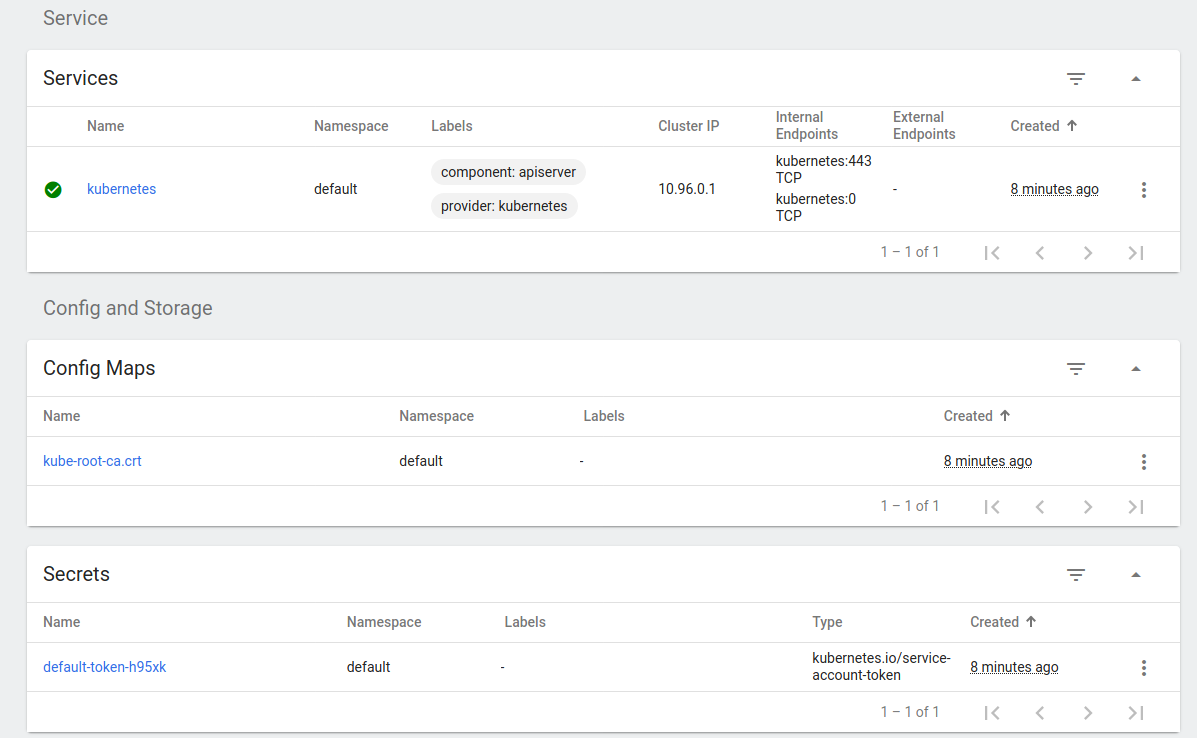 Service
Services
Name Namespace Labels Cluster IP Internal Endpoints External Endpoints Created
kubernetes default component: apiserver provider: kubernetes 10.96.0.1 kubernetes:443 TCP kubernetes:0 TCP - 8 minutes ago
1 – 1 of 1
Config and Storage
Config Maps
Name Namespace Labels Created
kube-root-ca.crt default - 8 minutes ago
1 – 1 of 1
Secrets
Name Namespace Labels Type Created
default-token-h95xk default - kubernetes.io/service-account-token 8 minutes ago
1 – 1 of 1